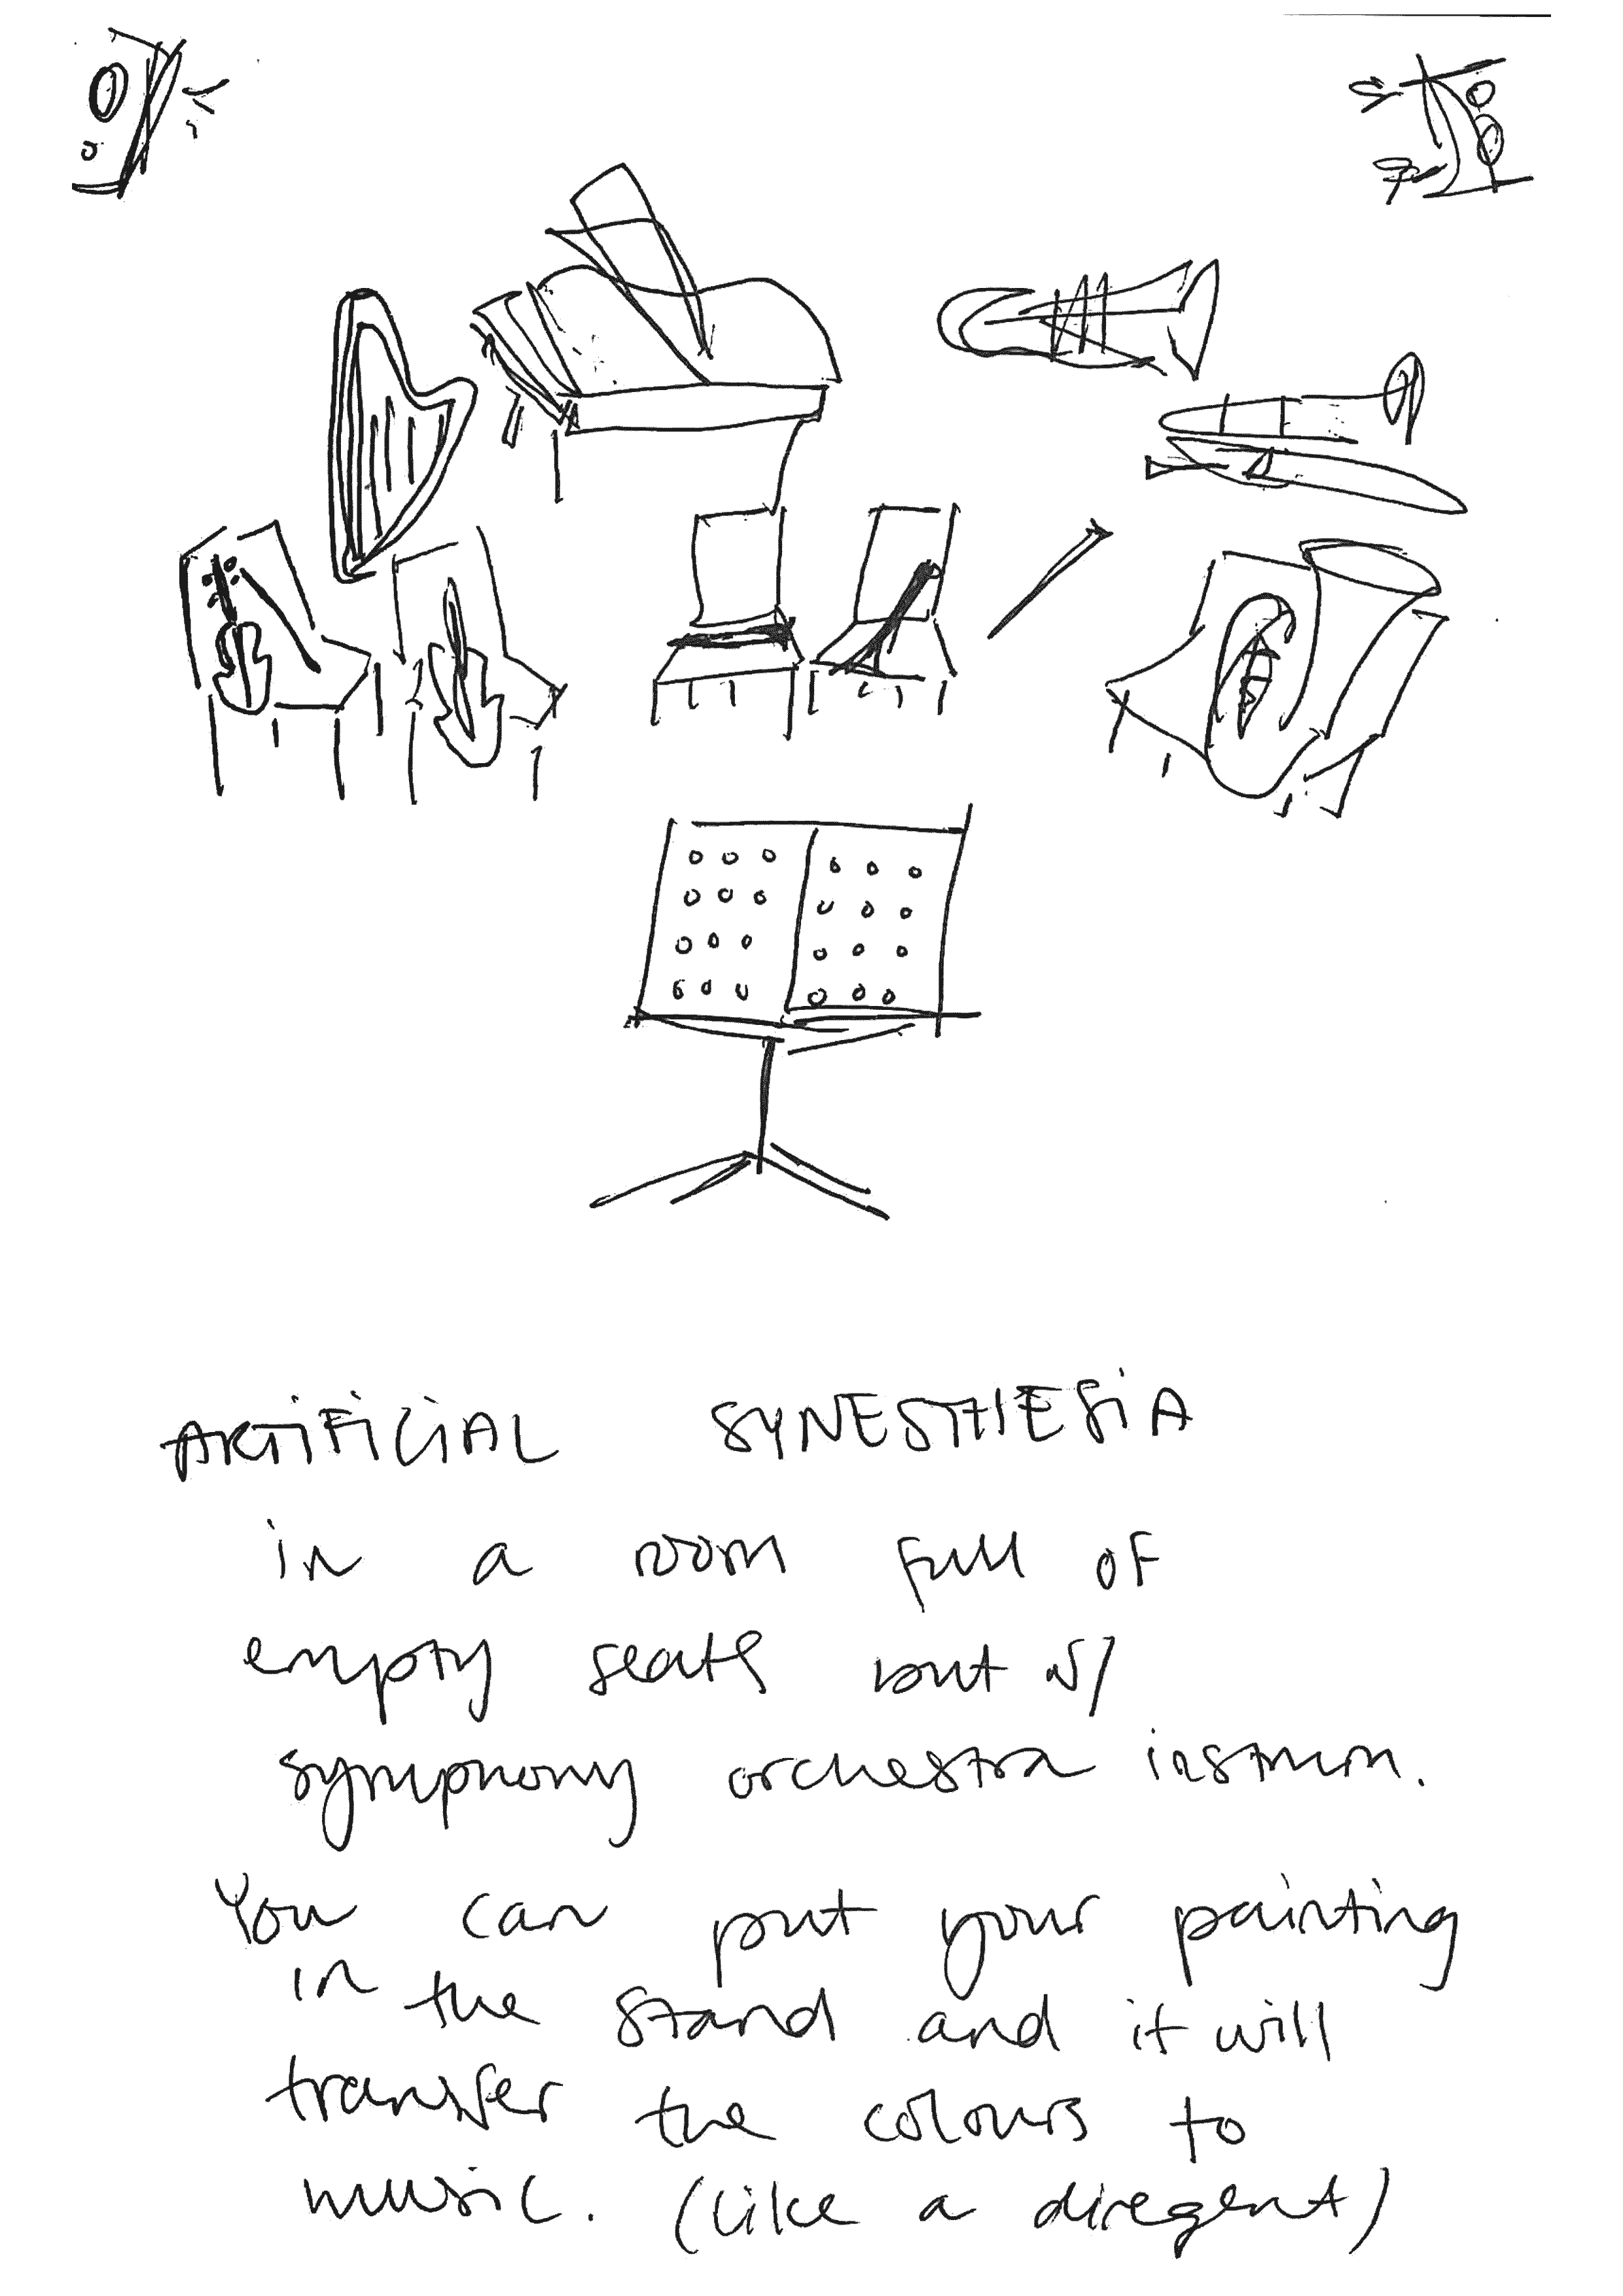 ARTIFICIAL SYNESTHESIA
in a room full of
empty seats but w/
symphony orchestra instrum.
You can put your painting
in the stand and it will
transfer the colours to
music. (like a diregent)